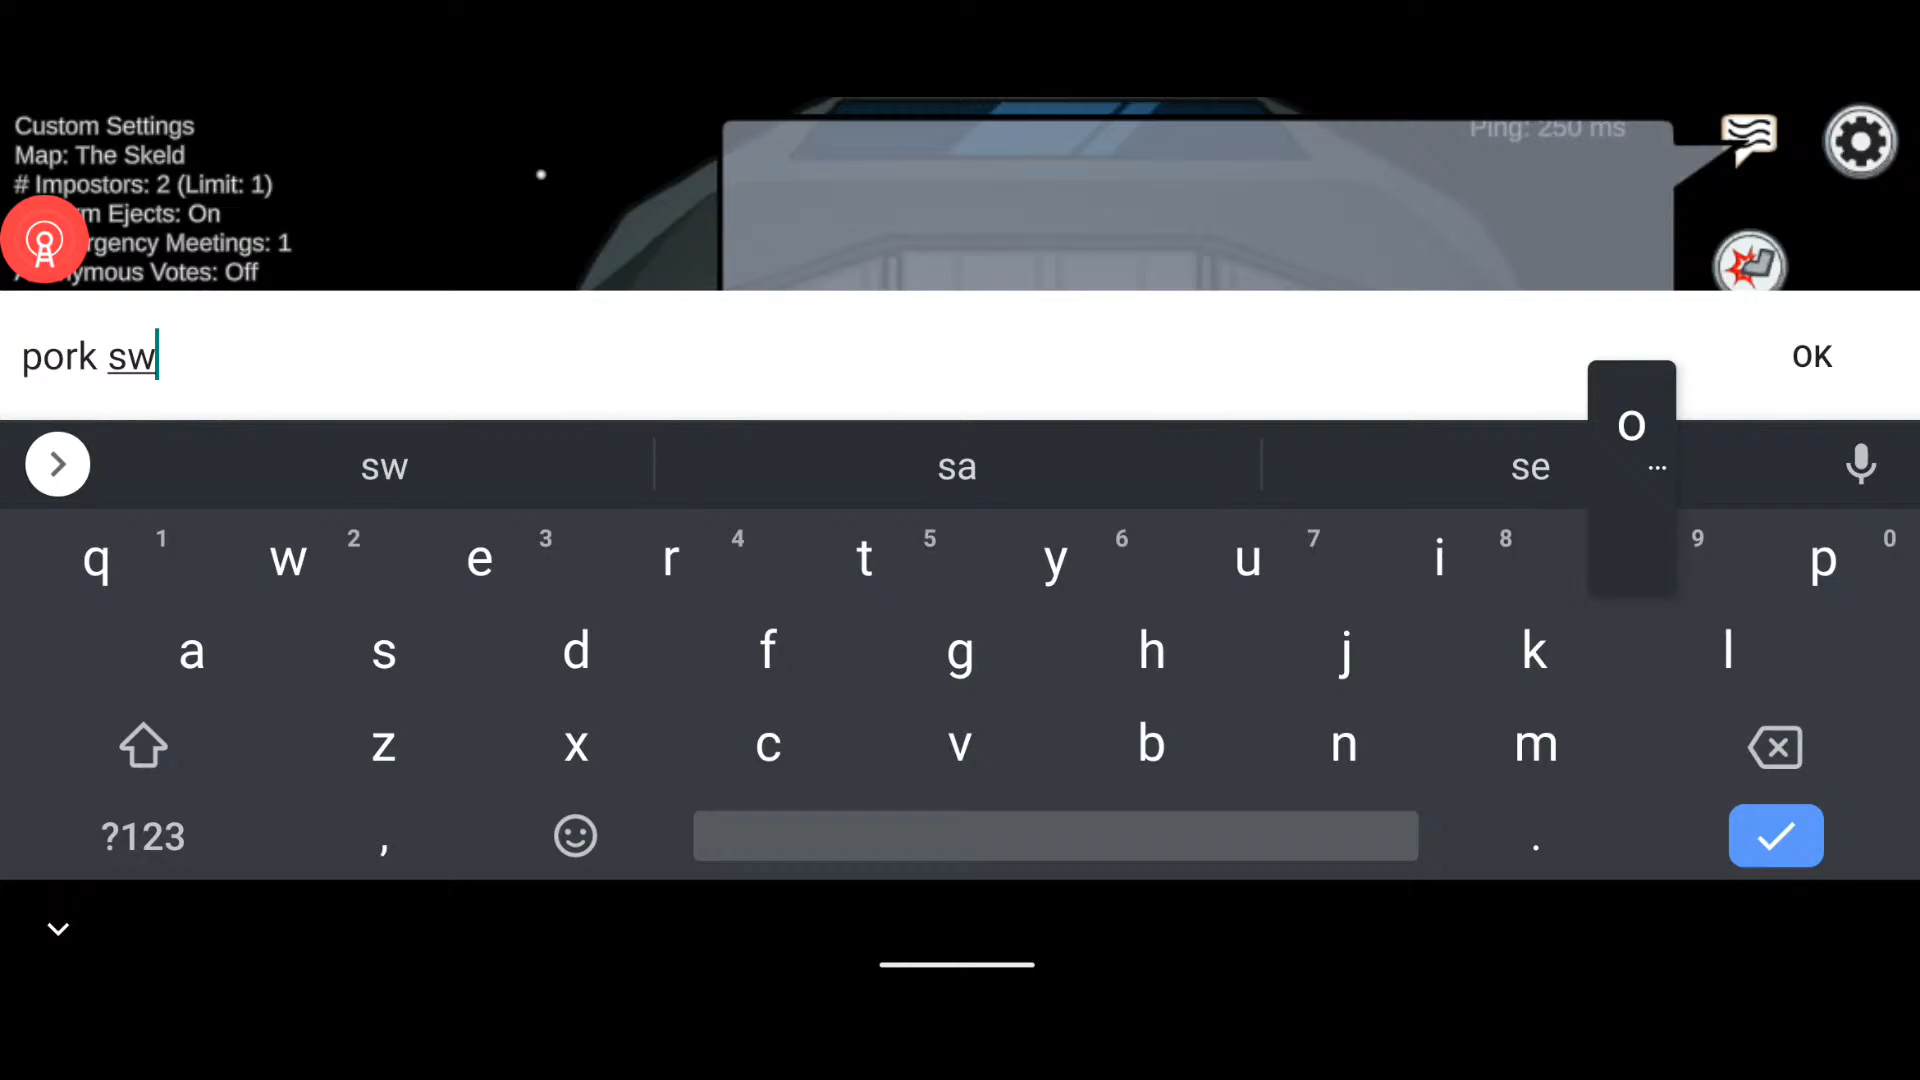 Custom Settings
Map: The Skeld
# Impostors: 2 (Limit: 1)
m Ejects: On
rgency Meetings: 1
ymous Votes: Off
Ping: 250 ms
pork sw
OK
o
...
sw sa se
q 1 w 2 e 3 r 4 t 5 y 6 u 7 i 8 9 p 0
a s d f g h j k l
z x c v b n m
?123 , .